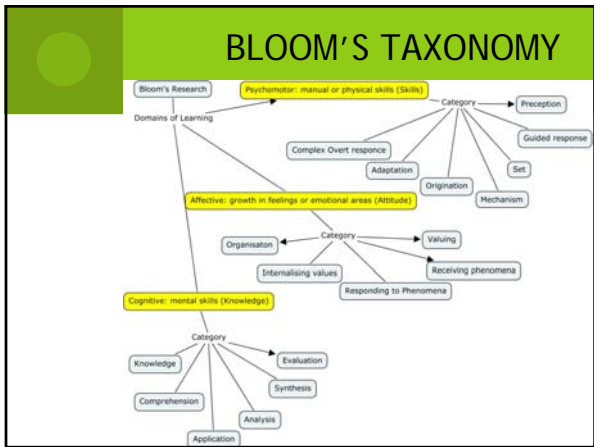 BLOOM'S TAXONOMY
Bloom's Research
Psychomotor: manual or physical skills (Skills)
Category
Preception
Domains of Learning
Guided response
Complex Overt responce
Set
Adaptation
Origination
Mechanism
Affective: growth in feelings or emotional areas (Attitude)
Category
Valuing
Organisaton
Receiving phenomena
Internalising values
Responding to Phenomena
Cognitive: mental skills (Knowledge)
Category
Evaluation
Knowledge
Synthesis
Comprehension
Analysis
Application